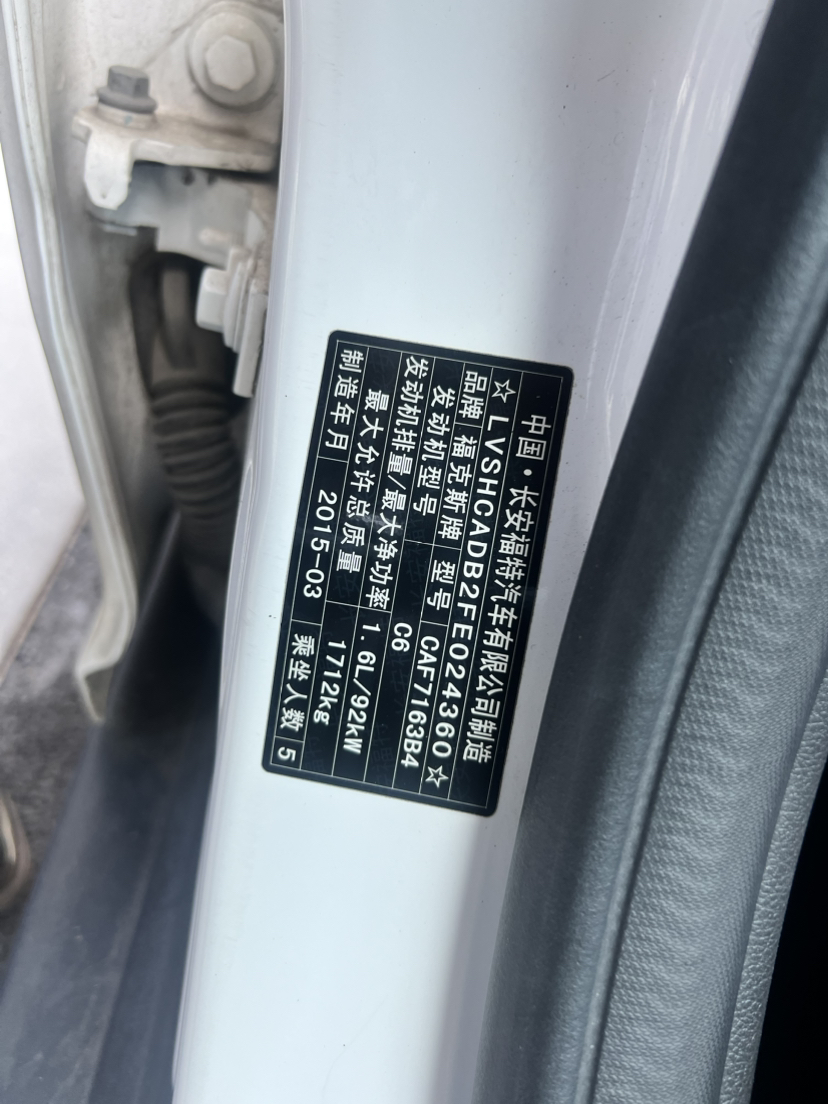 中国·长安福特汽车有限公司制造
☆LVSHCADB2FE024360☆
品牌 福克斯牌 型号 CAF7163B4
发动机型号 C6
发动机排量/最大净功率 1.6L/92kW
最大允许总质量 1712kg
制造年月 2015-03 乘坐人数 5